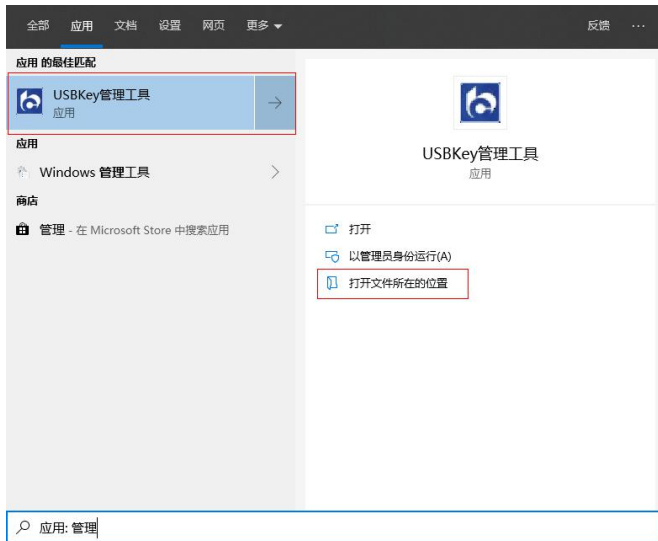 全部 应用 文档 设置 网页 更多 反馈 ···
应用 的最佳匹配
USBKey管理工具
应用
应用
Windows 管理工具
商店
管理 - 在 Microsoft Store 中搜索应用
USBKey管理工具
应用
打开
以管理员身份运行(A)
打开文件所在的位置
应用: 管理